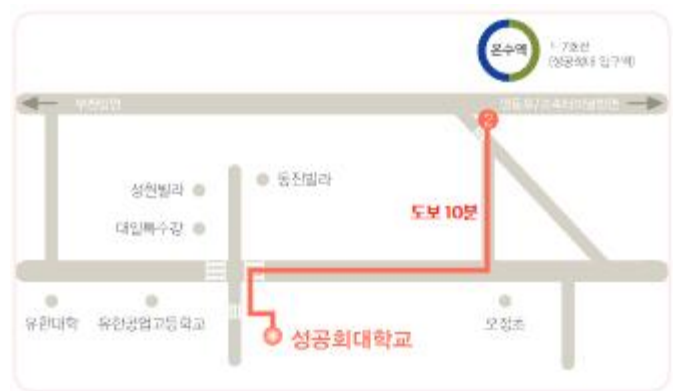 온수역
1·7호선
(성공회대 입구역)
부천방면
2
동진빌라
성원빌라
도보 10분
대일특수강
유한대학
유한공업고등학교
성공회대학교
오정초